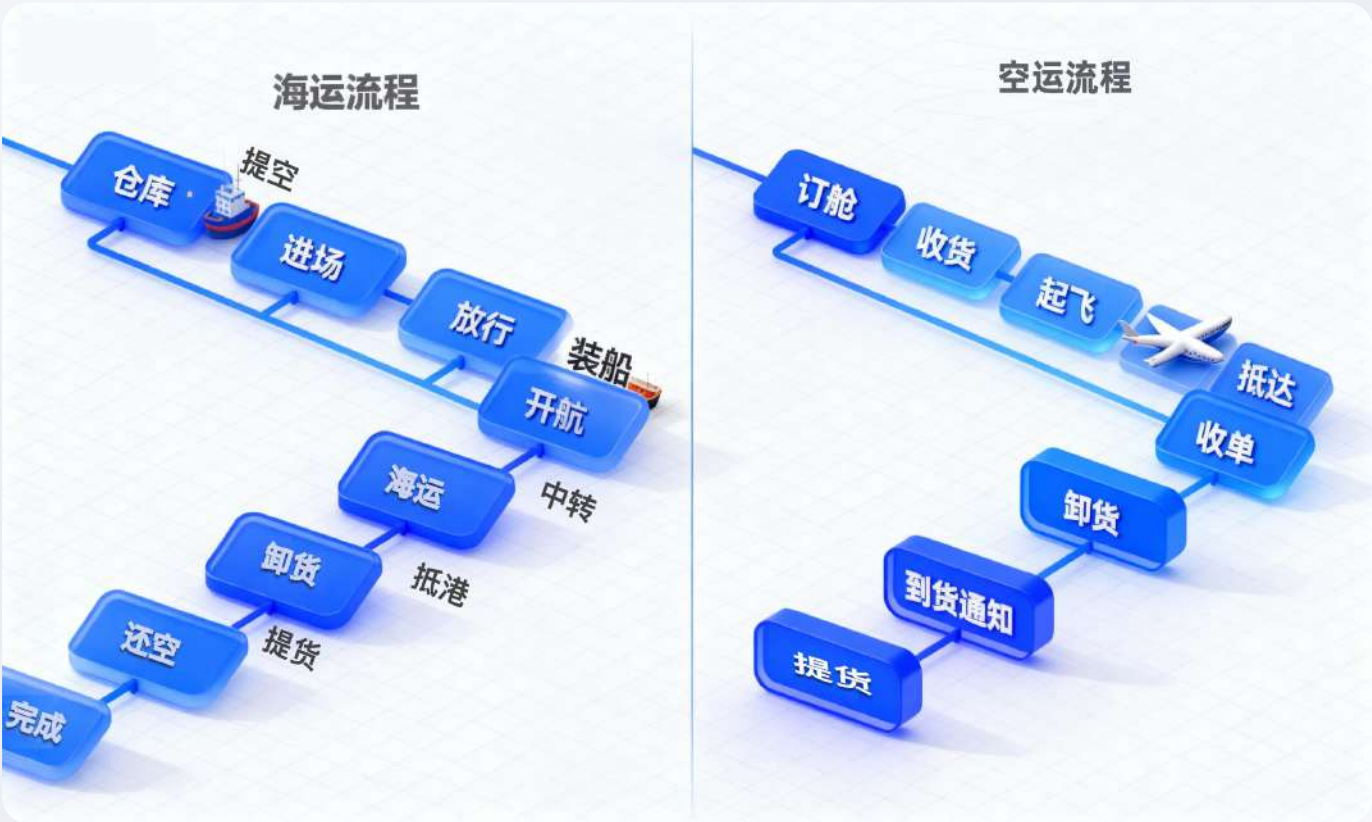 海运流程
仓库
提空
进场
放行
装船
开航
中转
海运
抵港
卸货
提货
还空
完成
空运流程
订舱
收货
起飞
抵达
收单
卸货
到货通知
提货